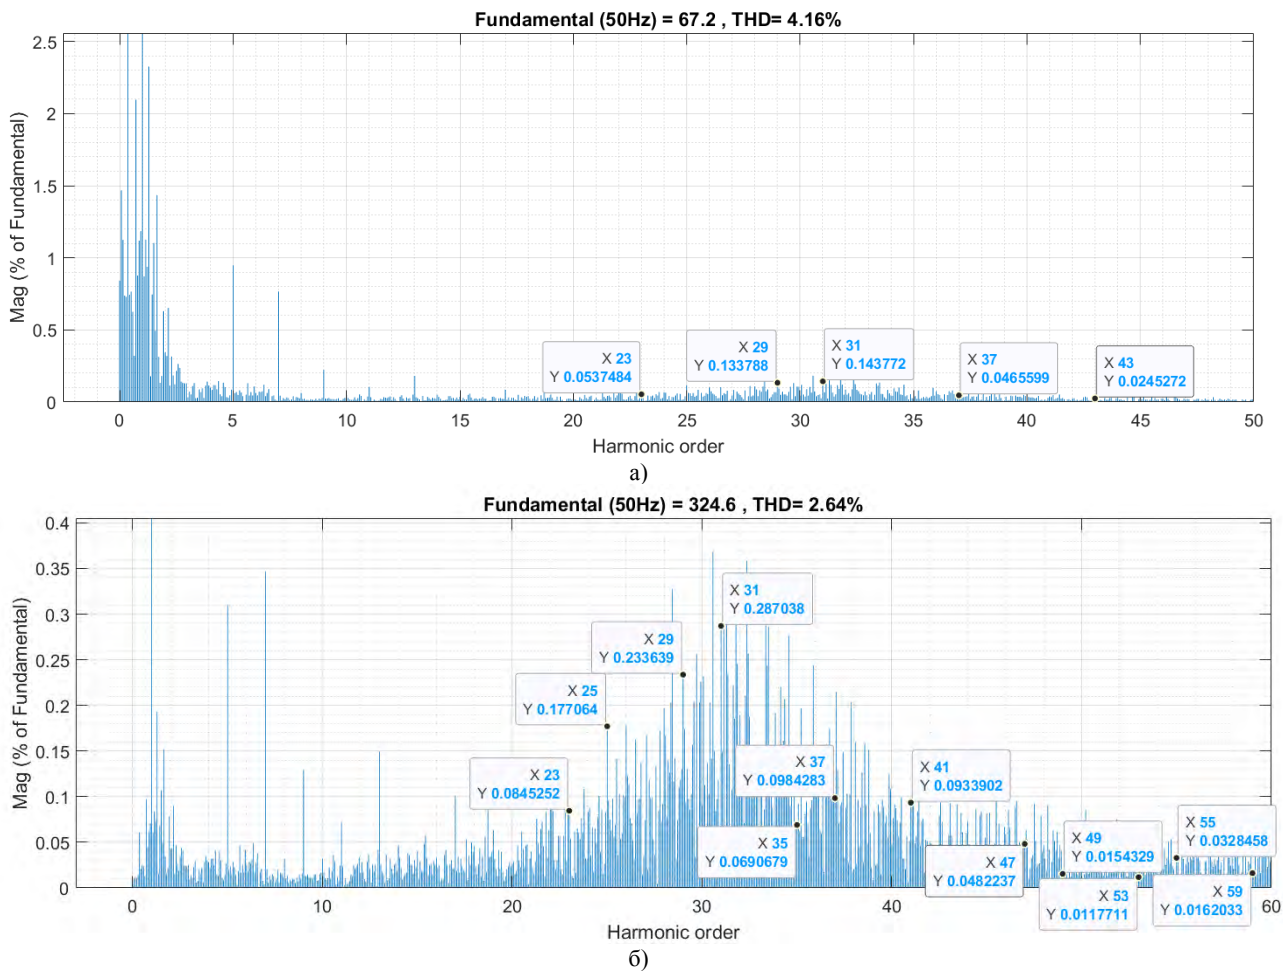 Fundamental (50Hz) = 67.2 , THD= 4.16%
Mag (% of Fundamental)
2.5
2
1.5
1
0.5
0
X 23
Y 0.0537484
X 29
Y 0.133788
X 31
Y 0.143772
X 37
Y 0.0465599
X 43
Y 0.0245272
0 5 10 15 20 25 30 35 40 45 50
Harmonic order
а)
Fundamental (50Hz) = 324.6 , THD= 2.64%
Mag (% of Fundamental)
0.4
0.35
0.3
0.25
0.2
0.15
0.1
0.05
0
X 31
Y 0.287038
X 29
Y 0.233639
X 25
Y 0.177064
X 23
Y 0.0845252
X 37
Y 0.0984283
X 41
Y 0.0933902
X 35
Y 0.0690679
X 47
Y 0.0482237
X 49
Y 0.0154329
X 55
Y 0.0328458
X 53
Y 0.0117711
X 59
Y 0.0162033
0 10 20 30 40 60
Harmonic order
б)